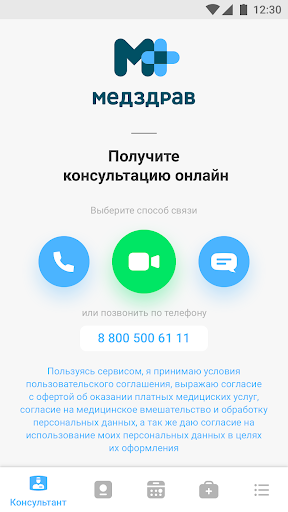 12:30
МЕДЗДРАВ
Получите
консультацию онлайн
Выберите способ связи
или позвонить по телефону
8 800 500 61 11
Пользуясь сервисом, я принимаю условия
пользовательского соглашения, выражаю согласие
с офертой об оказании платных медициских услуг,
согласие на медицинское вмешательство и обработку
персональных данных, а так же даю согласие на
использование моих персональных данных в целях
их оформления
Консультант